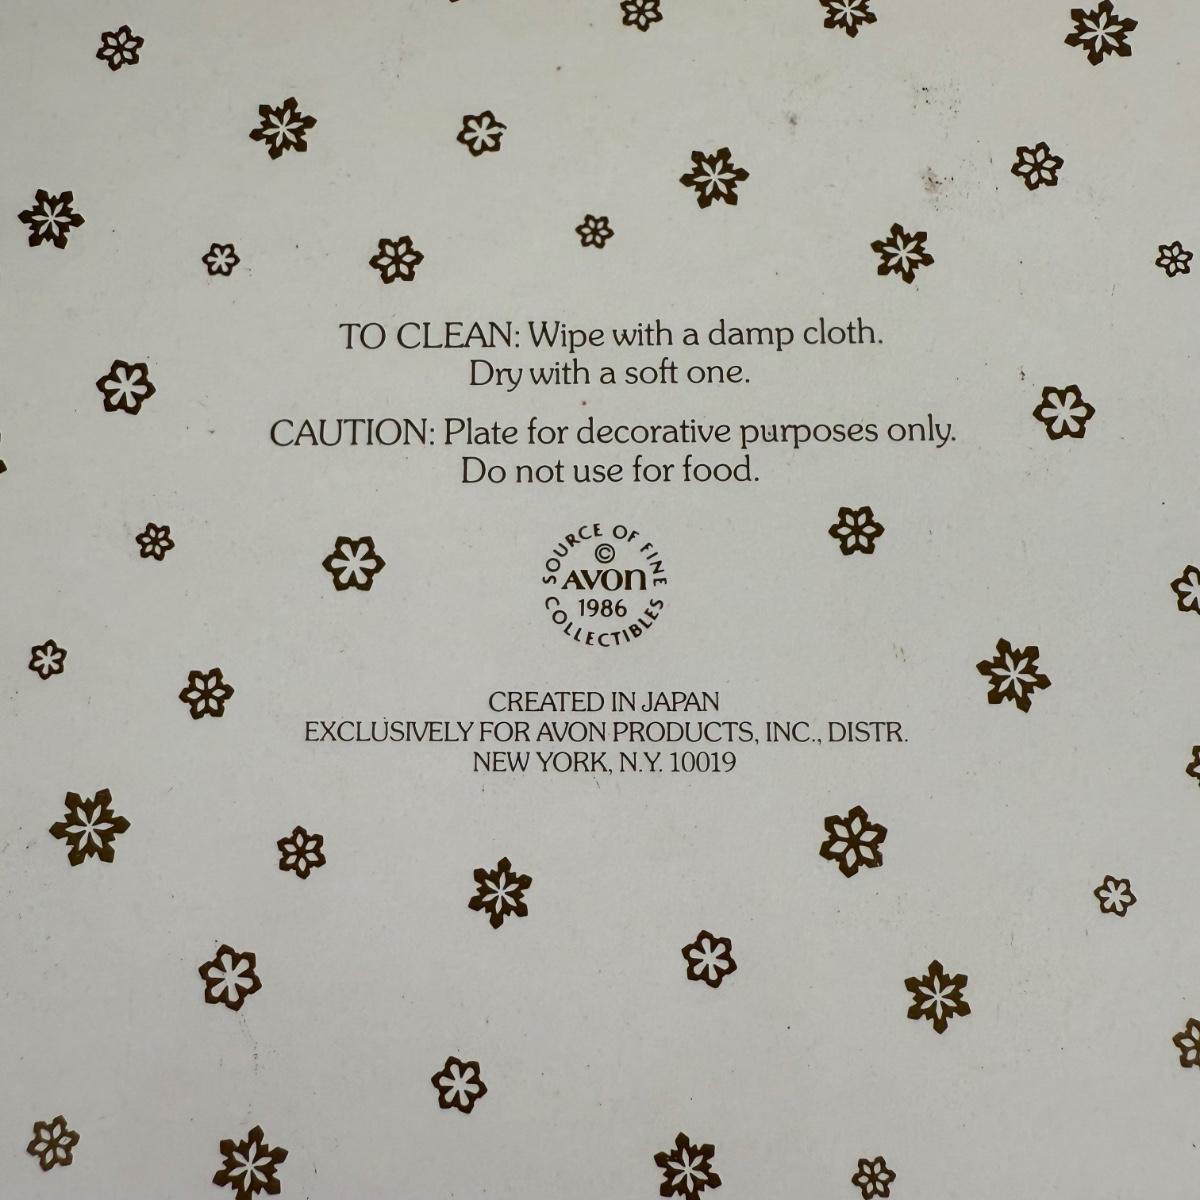 TO CLEAN: Wipe with a damp cloth.
Dry with a soft one.
CAUTION: Plate for decorative purposes only.
Do not use for food.
SOURCE OF FINE
©
AVON
1986
COLLECTIBLES
CREATED IN JAPAN
EXCLUSIVELY FOR AVON PRODUCTS, INC., DISTR.
NEW YORK, N.Y. 10019